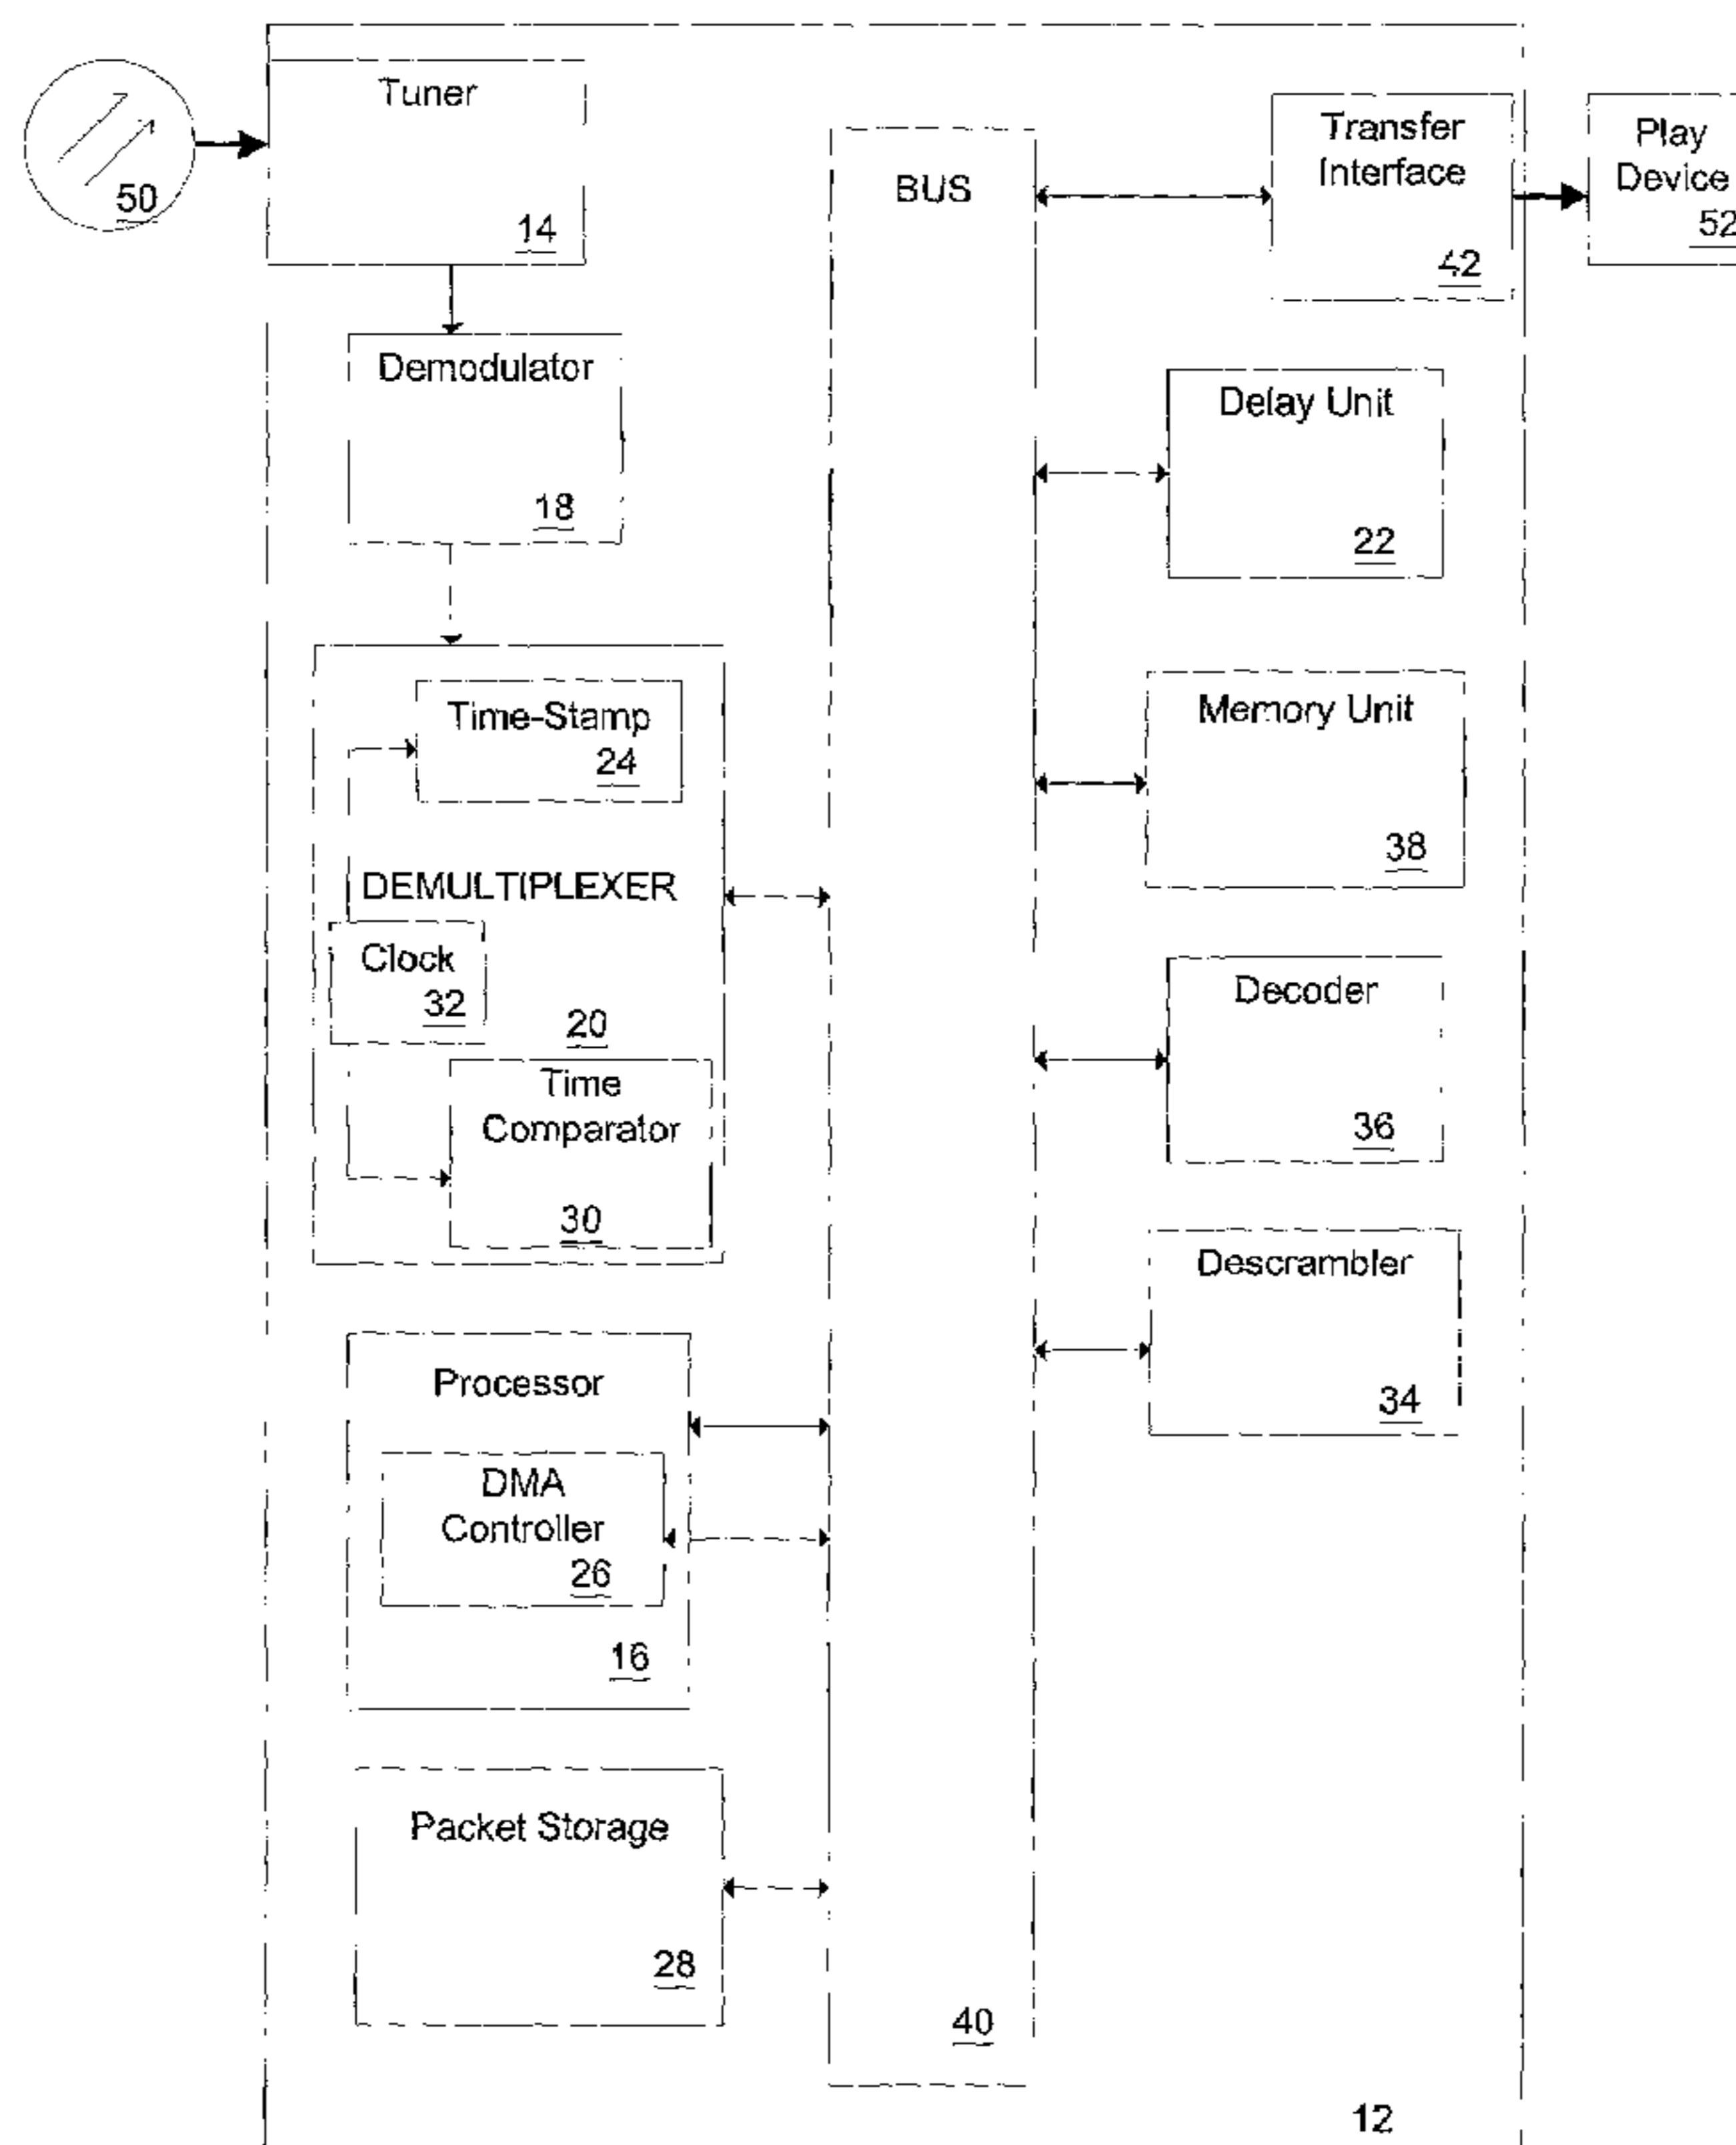 50
Tuner
14
Demodulator
18
Time-Stamp
24
DEMULTIPLEXER
Clock
32
20
Time
Comparator
30
Processor
DMA
Controller
26
16
Packet Storage
28
BUS
40
Transfer
Interface
42
Play
Device
52
Delay Unit
22
Memory Unit
38
Decoder
36
Descrambler
34
12